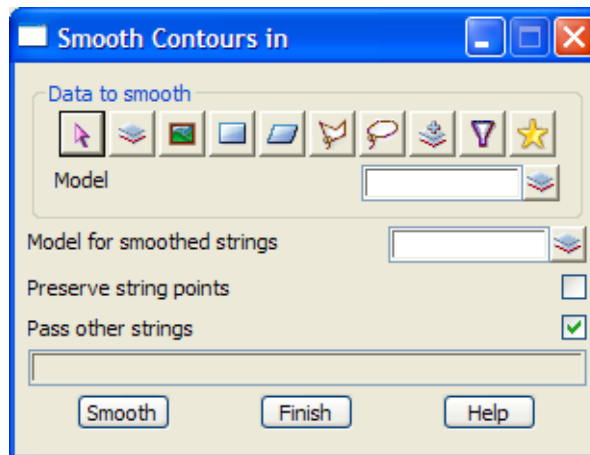 Smooth Contours in
Data to smooth
Model
Model for smoothed strings
Preserve string points
Pass other strings
Smooth Finish Help